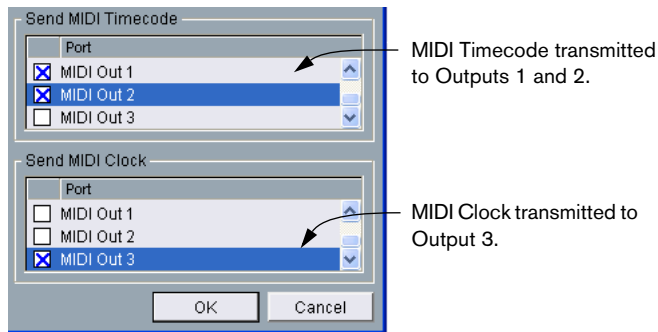 Send MIDI Timecode
Port
MIDI Out 1
MIDI Out 2
MIDI Out 3
MIDI Timecode transmitted
to Outputs 1 and 2.
Send MIDI Clock
Port
MIDI Out 1
MIDI Out 2
MIDI Out 3
MIDI Clock transmitted to
Output 3.
OK
Cancel